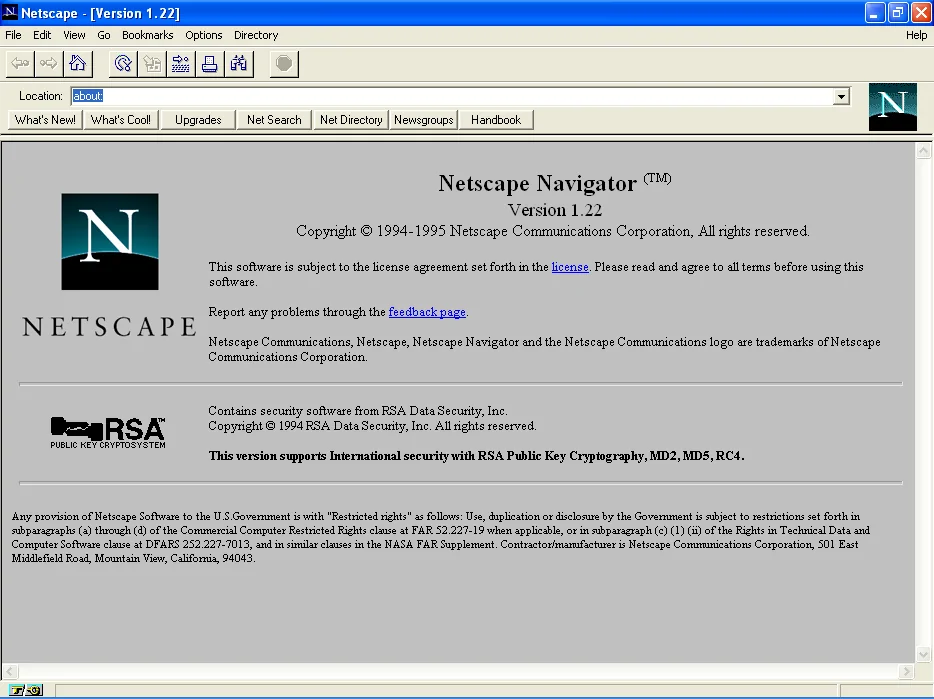 Netscape - [Version 1.22]
File Edit View Go Bookmarks Options Directory Help
Location: about:
What's New! What's Cool! Upgrades Net Search Net Directory Newsgroups Handbook
N
N
NETSCAPE
Netscape Navigator (TM)
Version 1.22
Copyright © 1994-1995 Netscape Communications Corporation, All rights reserved.
This software is subject to the license agreement set forth in the license. Please read and agree to all terms before using this
software.
Report any problems through the feedback page.
Netscape Communications, Netscape, Netscape Navigator and the Netscape Communications logo are trademarks of Netscape
Communications Corporation.
RSA™
PUBLIC KEY CRYPTOSYSTEM
Contains security software from RSA Data Security, Inc.
Copyright © 1994 RSA Data Security, Inc. All rights reserved.
This version supports International security with RSA Public Key Cryptography, MD2, MD5, RC4.
Any provision of Netscape Software to the U.S.Government is with "Restricted rights" as follows: Use, duplication or disclosure by the Government is subject to restrictions set forth in
subparagraphs (a) through (d) of the Commercial Computer Restricted Rights clause at FAR 52.227-19 when applicable, or in subparagraph (c) (1) (ii) of the Rights in Technical Data and
Computer Software clause at DFARS 252.227-7013, and in similar clauses in the NASA FAR Supplement. Contractor/manufacturer is Netscape Communications Corporation, 501 East
Middlefield Road, Mountain View, California, 94043.